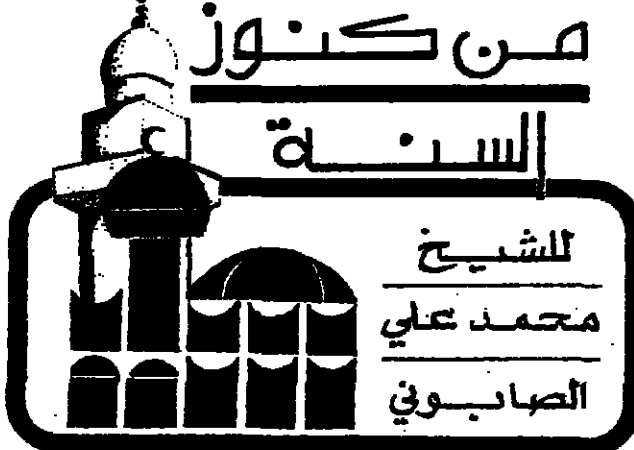 من كنوز
السنة
للشيخ
محمد علي
الصابوني